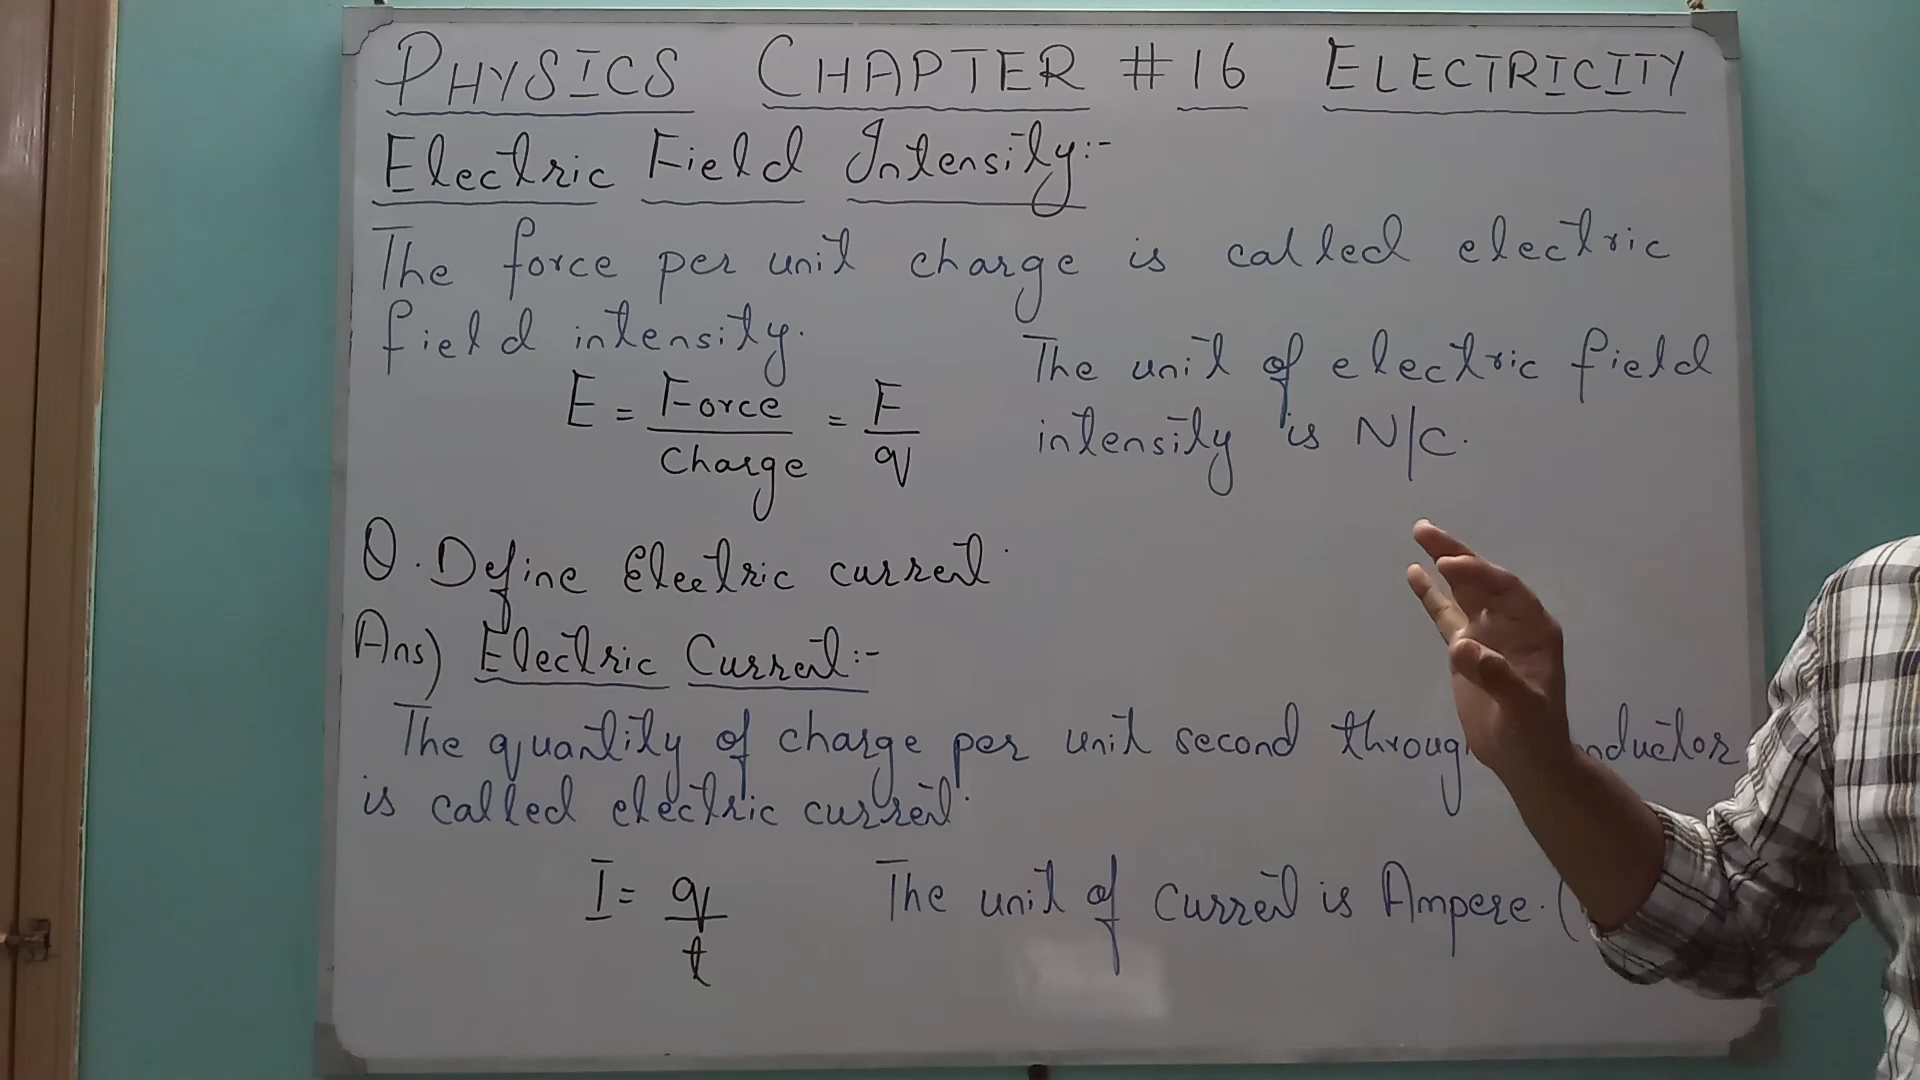 PHYSICS CHAPTER #16 ELECTRICITY
Electric Field Intensity:-
The force per unit charge is called electric
field intensity.
E = Force / Charge = F / q
The unit of electric field
intensity is N/C.
Q. Define Electric current.
Ans) Electric Current:-
The quantity of charge per unit second through
is called electric current.
I = q / t
The unit of current is Ampere. (